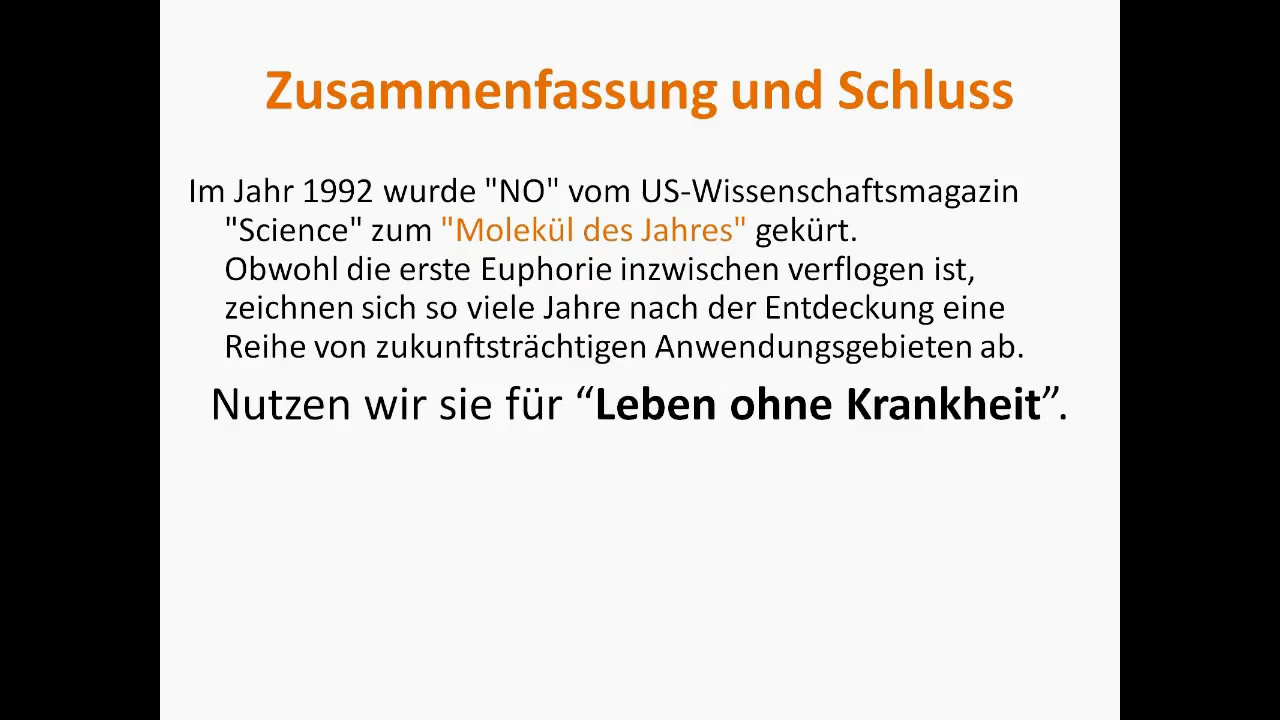 Zusammenfassung und Schluss
Im Jahr 1992 wurde "NO" vom US-Wissenschaftsmagazin
"Science" zum "Molekül des Jahres" gekürt.
Obwohl die erste Euphorie inzwischen verflogen ist,
zeichnen sich so viele Jahre nach der Entdeckung eine
Reihe von zukunftsträchtigen Anwendungsgebieten ab.
Nutzen wir sie für “Leben ohne Krankheit”.